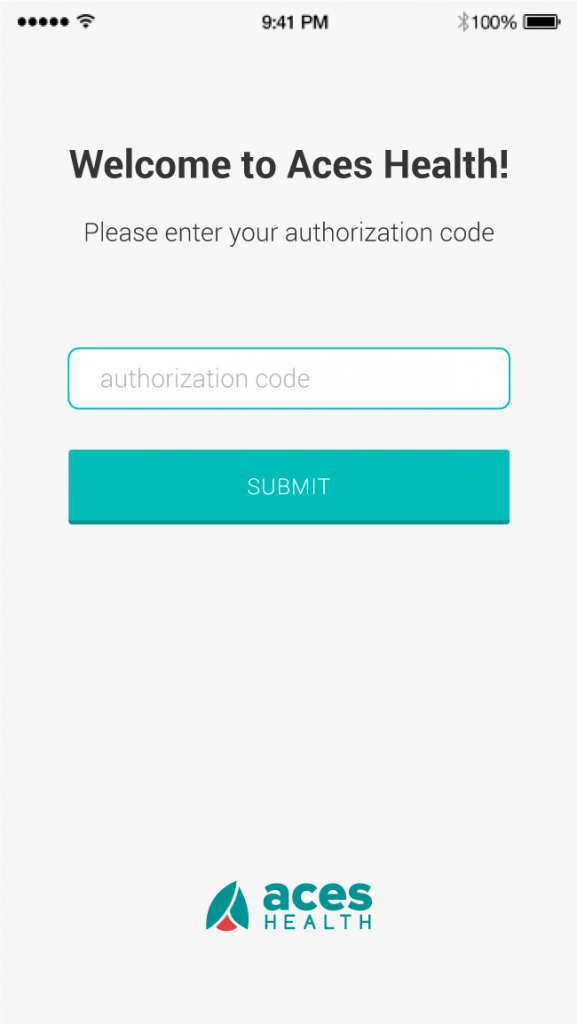 9:41 PM 100%
Welcome to Aces Health!
Please enter your authorization code
authorization code
SUBMIT
aces
HEALTH